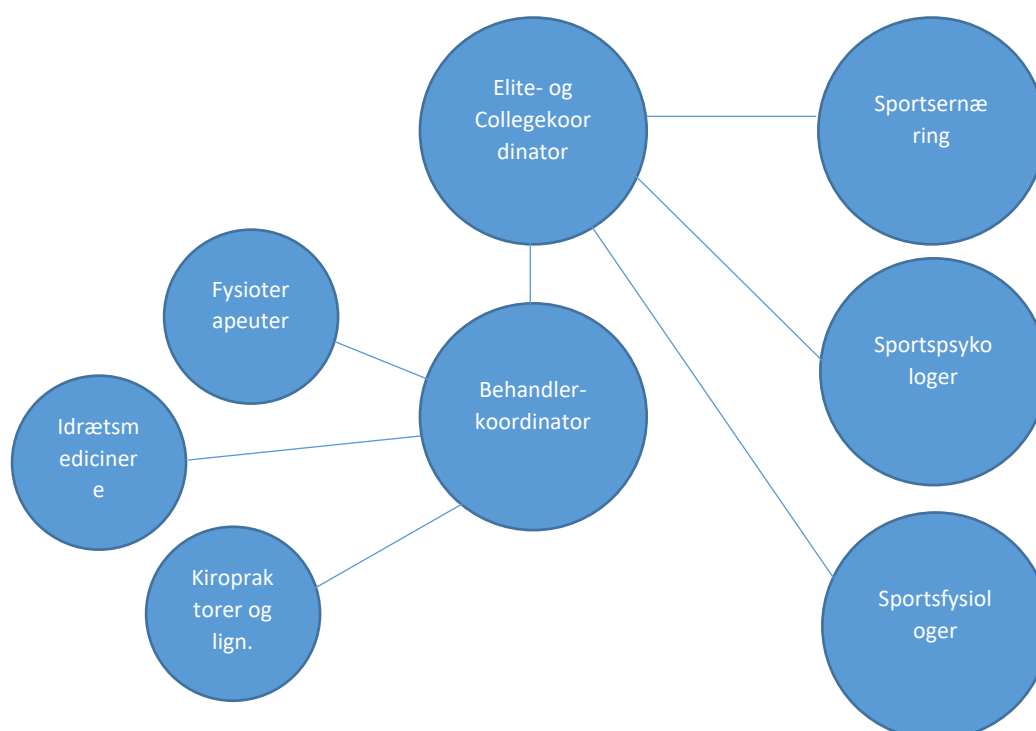 Elite- og
Collegekoor
dinator
Sportsernæ
ring
Fysioter
apeuter
Sportspsyko
loger
Behandler-
koordinator
Idrætsm
ediciner
e
Kiroprak
torer og
lign.
Sportsfysiol
oger